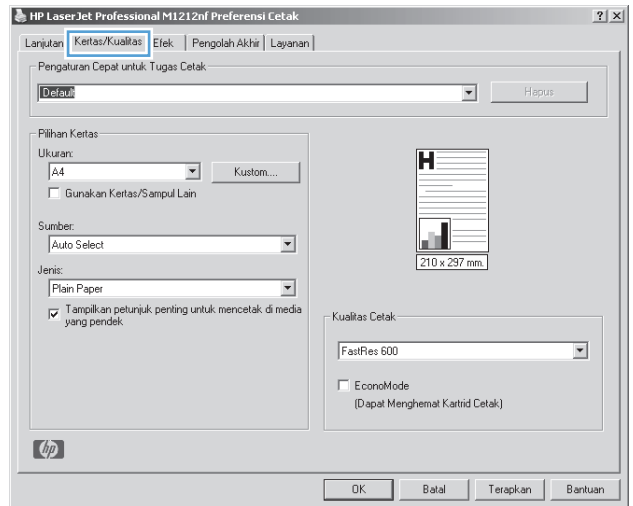 HP LaserJet Professional M1212nf Preferensi Cetak
Lanjutan Kertas/Kualitas Efek Pengolah Akhir Layanan
Pengaturan Cepat untuk Tugas Cetak
Default
Hapus
Pilihan Kertas
Ukuran:
A4
Kustom....
Gunakan Kertas/Sampul Lain
Sumber:
Auto Select
Jenis:
Plain Paper
Tampilkan petunjuk penting untuk mencetak di media
yang pendek
H
210 x 297 mm.
Kualitas Cetak
FastRes 600
EconoMode
(Dapat Menghemat Kartrid Cetak)
hp
OK Batal Terapkan Bantuan